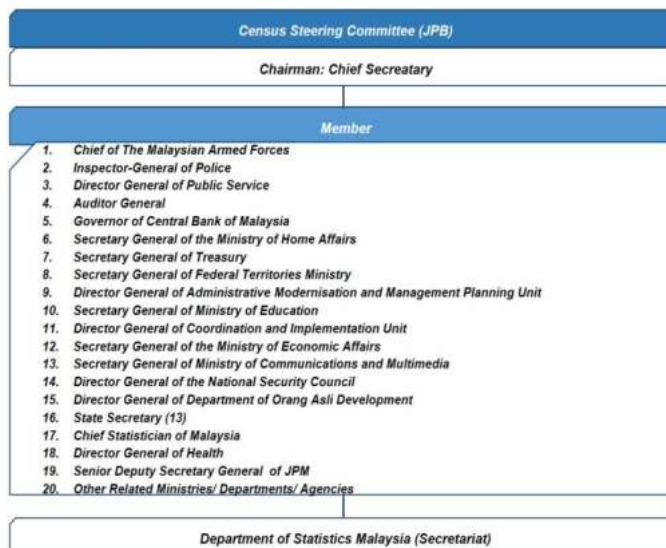 Census Steering Committee (JPB)
Chairman: Chief Secreatary
Member
1. Chief of The Malaysian Armed Forces
2. Inspector-General of Police
3. Director General of Public Service
4. Auditor General
5. Governor of Central Bank of Malaysia
6. Secretary General of the Ministry of Home Affairs
7. Secretary General of Treasury
8. Secretary General of Federal Territories Ministry
9. Director General of Administrative Modernisation and Management Planning Unit
10. Secretary General of Ministry of Education
11. Director General of Coordination and Implementation Unit
12. Secretary General of the Ministry of Economic Affairs
13. Secretary General of Ministry of Communications and Multimedia
14. Director General of the National Security Council
15. Director General of Department of Orang Asli Development
16. State Secretary (13)
17. Chief Statistician of Malaysia
18. Director General of Health
19. Senior Deputy Secretary General of JPM
20. Other Related Ministries/ Departments/ Agencies
Department of Statistics Malaysia (Secretariat)